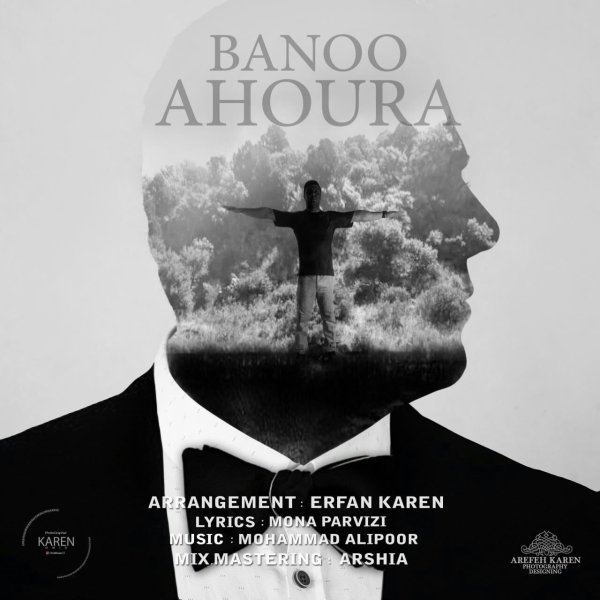 BANOO
AHOURA
ARRANGEMENT : ERFAN KAREN
LYRICS : MONA PARVIZI
MUSIC : MOHAMMAD ALIPOOR
MIX.MASTERING : ARSHIA
KAREN
AREFEH KAREN
PHOTOGRAPHY
DESIGNING